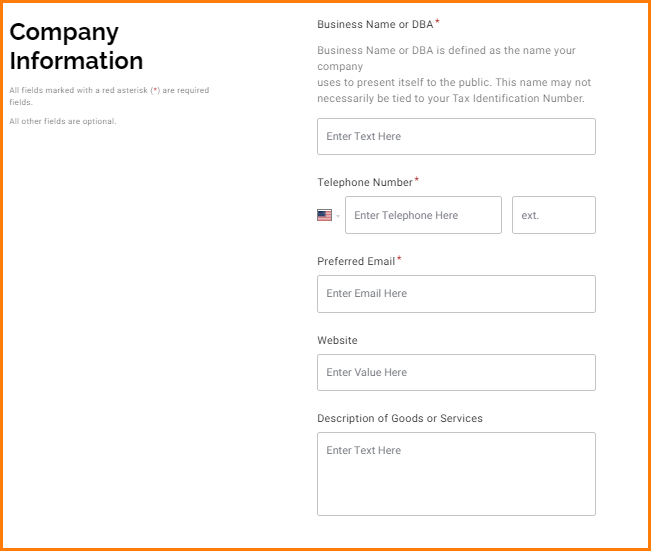 Company
Information
All fields marked with a red asterisk (*) are required
fields.
All other fields are optional.
Business Name or DBA*
Business Name or DBA is defined as the name your
company
uses to present itself to the public. This name may not
necessarily be tied to your Tax Identification Number.
Enter Text Here
Telephone Number*
Enter Telephone Here
ext.
Preferred Email*
Enter Email Here
Website
Enter Value Here
Description of Goods or Services
Enter Text Here